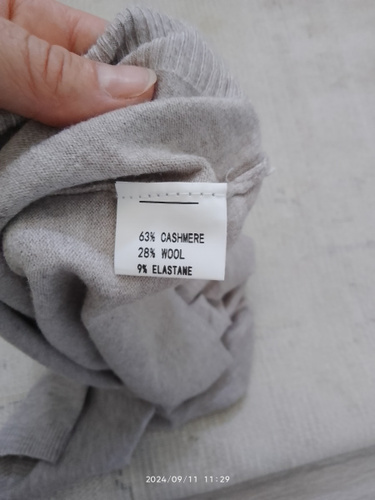 63% CASHMERE
28% WOOL
9% ELASTANE
2024/09/11 11:29